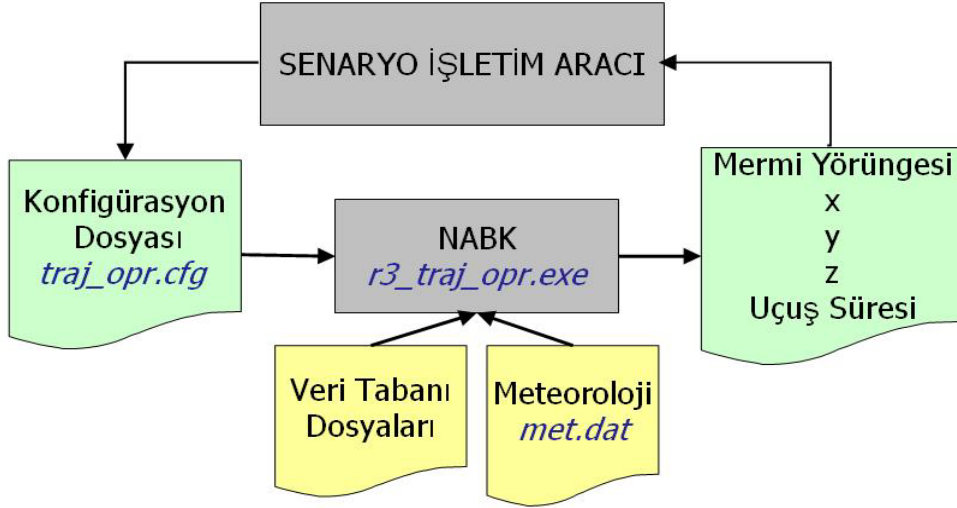 SENARYO İŞLETİM ARACI
Konfigürasyon
Dosyası
traj_opr.cfg
NABK
r3_traj_opr.exe
Mermi Yörüngesi
x
y
z
Uçuş Süresi
Veri Tabanı
Dosyaları
Meteoroloji
met.dat